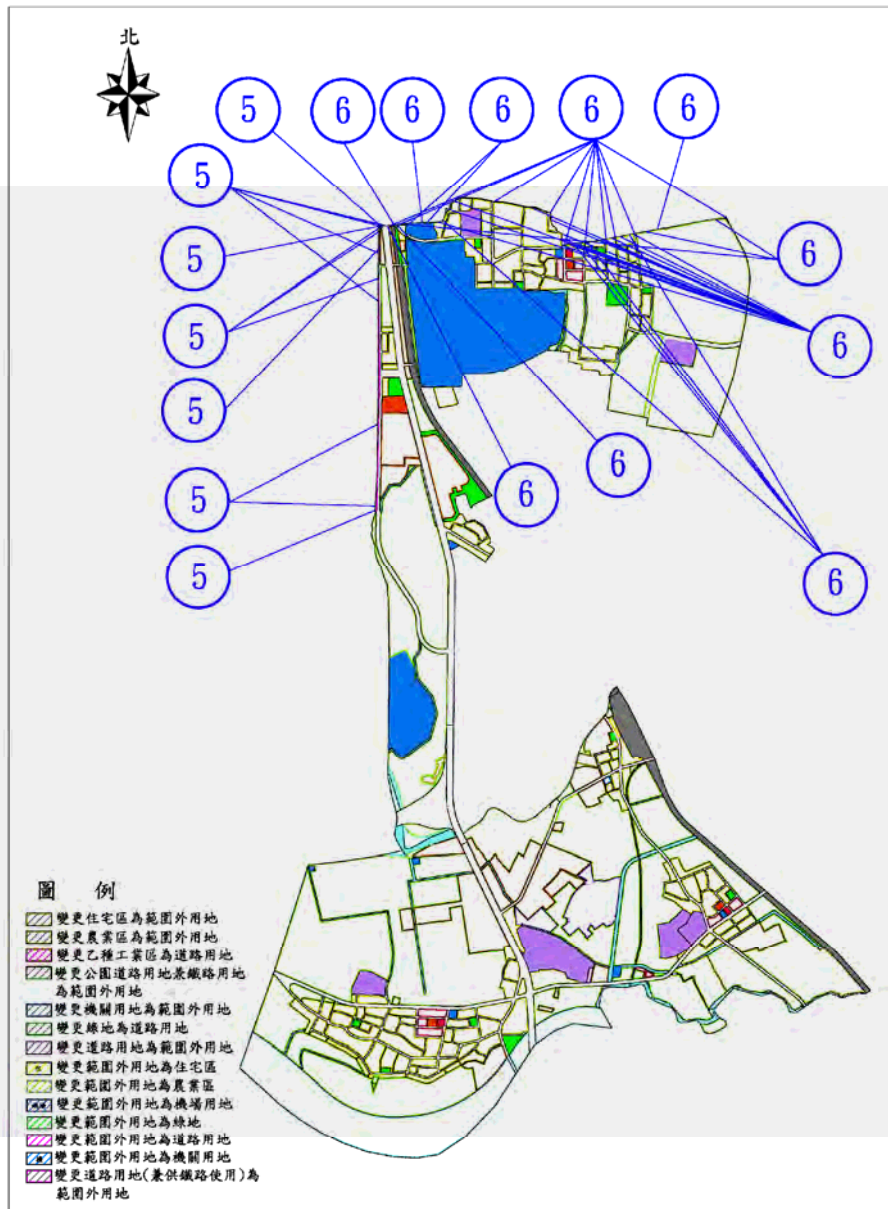 北
5
6
6
6
6
6
5
5
6
5
6
5
6
6
5
6
5
圖 例
變更住宅區為範圍外用地
變更農業區為範圍外用地
變更乙種工業區為道路用地
變更公園道路用地兼鐵路用地
為範圍外用地
變更機關用地為範圍外用地
變更綠地為道路用地
變更道路用地為範圍外用地
變更範圍外用地為住宅區
變更範圍外用地為農業區
變更範圍外用地為機場用地
變更範圍外用地為綠地
變更範圍外用地為道路用地
變更範圍外用地為機關用地
變更道路用地(兼供鐵路使用)為
範圍外用地